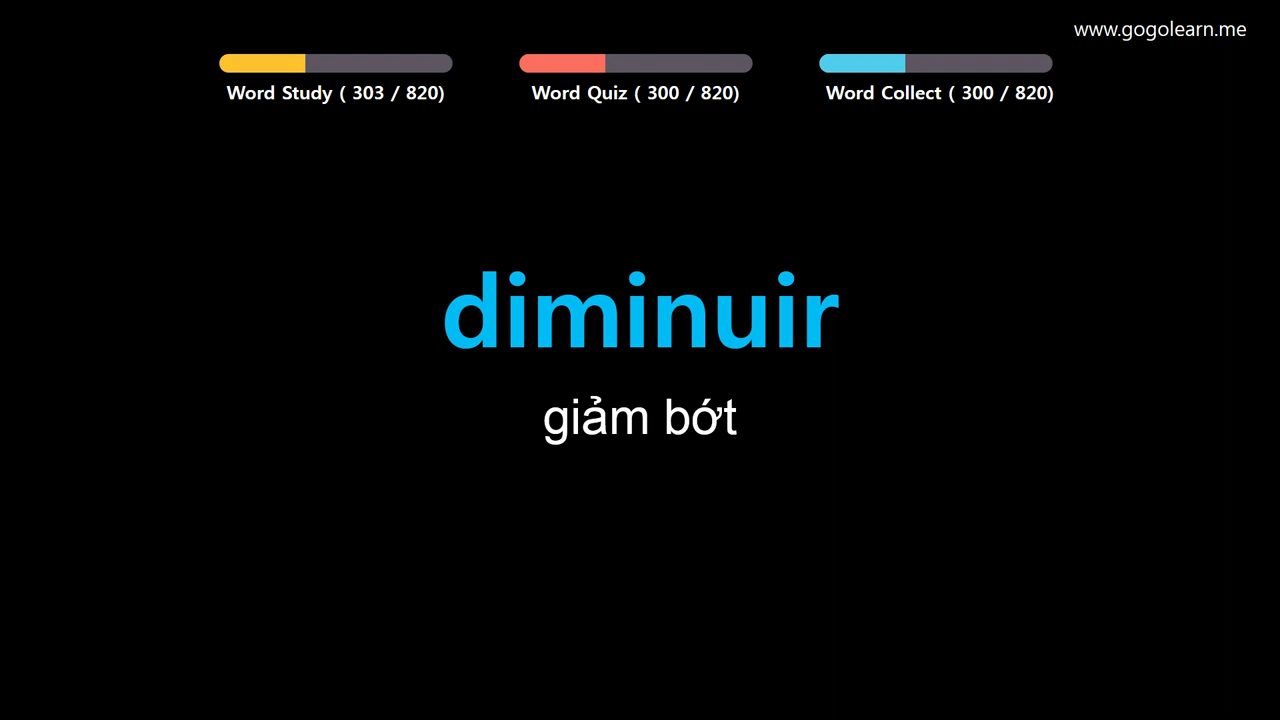 www.gogolearn.me
Word Study ( 303 / 820)
Word Quiz ( 300 / 820)
Word Collect ( 300 / 820)
diminuir
giảm bớt